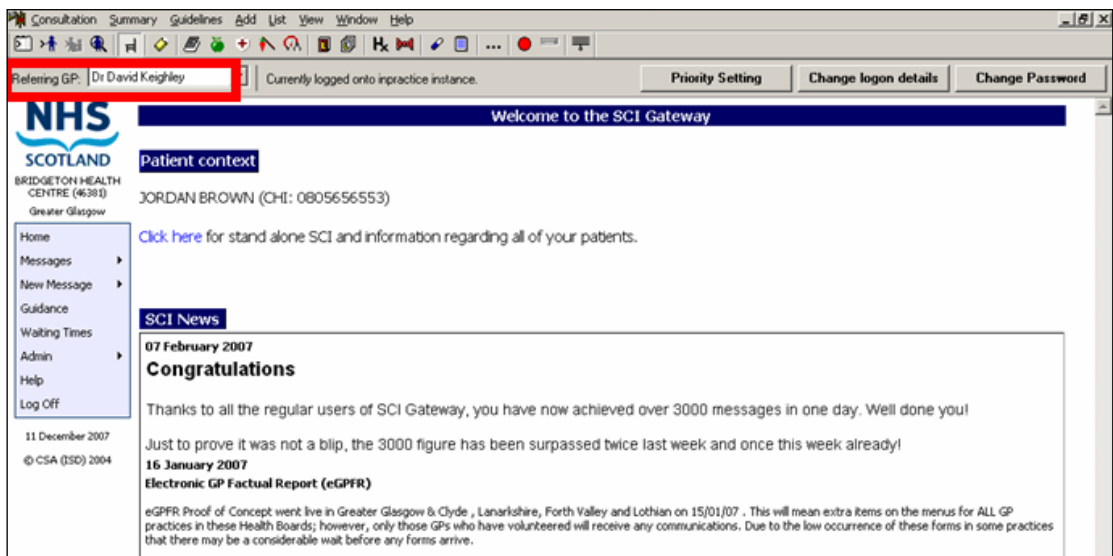 Consultation Summary Guidelines Add List View Window Help
Referring GP: Dr David Keighley Currently logged onto inpractice instance. Priority Setting Change logon details Change Password
NHS
SCOTLAND
BRIDGETON HEALTH
CENTRE (46381)
Greater Glasgow
Home
Messages
New Message
Guidance
Waiting Times
Admin
Help
Log Off
11 December 2007
© CSA (ISD) 2004
Welcome to the SCI Gateway
Patient context
JORDAN BROWN (CHI: 0805656553)
Click here for stand alone SCI and information regarding all of your patients.
SCI News
07 February 2007
Congratulations
Thanks to all the regular users of SCI Gateway, you have now achieved over 3000 messages in one day. Well done you!
Just to prove it was not a blip, the 3000 figure has been surpassed twice last week and once this week already!
16 January 2007
Electronic GP Factual Report (eGPFR)
eGPFR Proof of Concept went live in Greater Glasgow & Clyde , Lanarkshire, Forth Valley and Lothian on 15/01/07 . This will mean extra items on the menus for ALL GP
practices in these Health Boards; however, only those GPs who have volunteered will receive any communications. Due to the low occurrence of these forms in some practices
that there may be a considerable wait before any forms arrive.